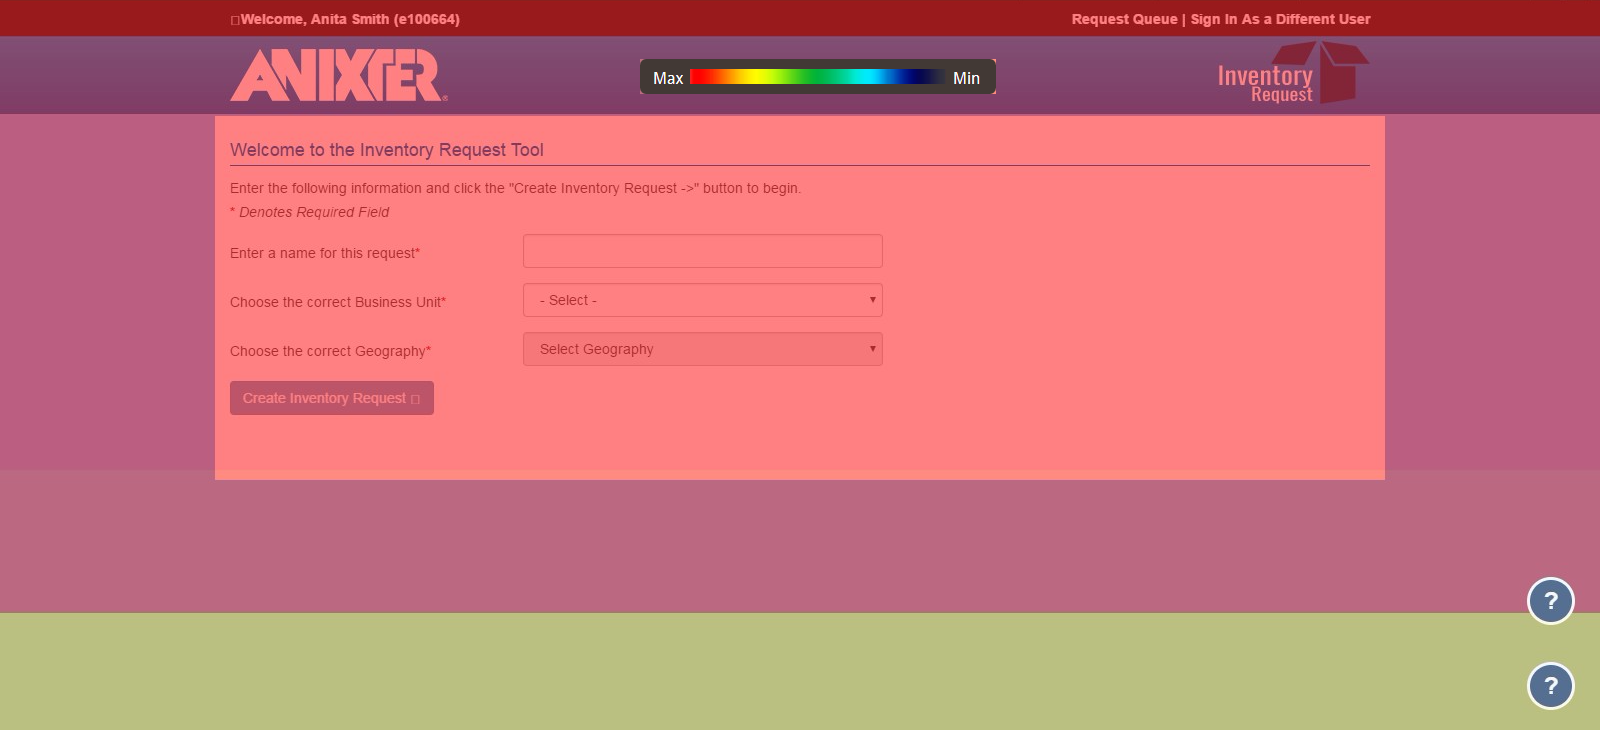 Welcome, Anita Smith (e100664)
Request Queue | Sign In As a Different User
ANIXTER®
Max
Min
Inventory
Request
Welcome to the Inventory Request Tool
Enter the following information and click the "Create Inventory Request ->" button to begin.
* Denotes Required Field
Enter a name for this request*
Choose the correct Business Unit*
- Select -
Choose the correct Geography*
Select Geography
Create Inventory Request
?
?